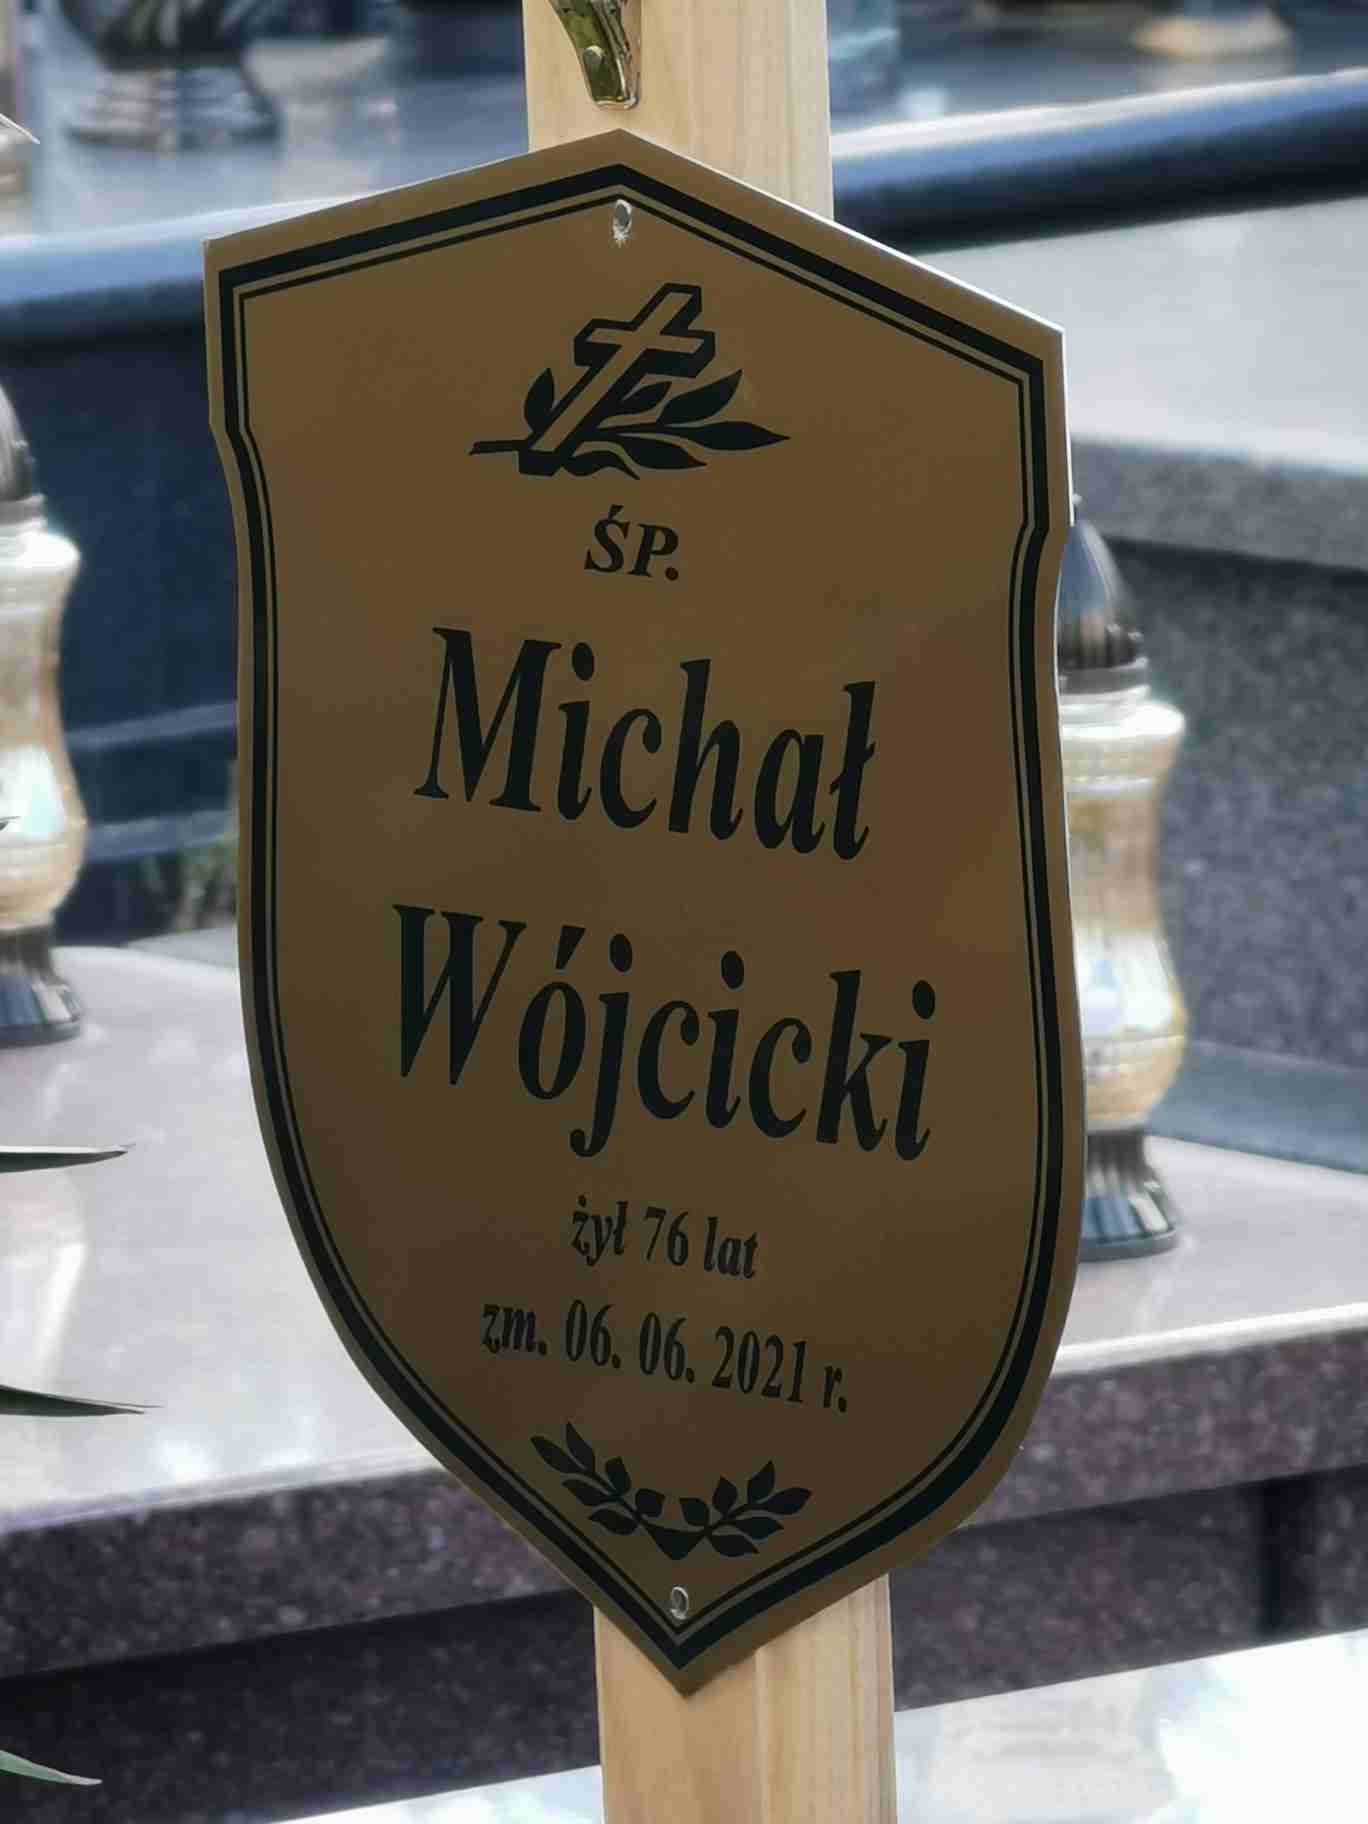 ŚP.
Michał
Wójcicki
żył 76 lat
zm. 06. 06. 2021 r.